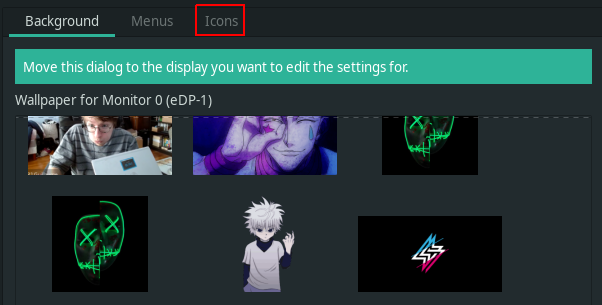 Background Menus Icons
Move this dialog to the display you want to edit the settings for.
Wallpaper for Monitor 0 (eDP-1)